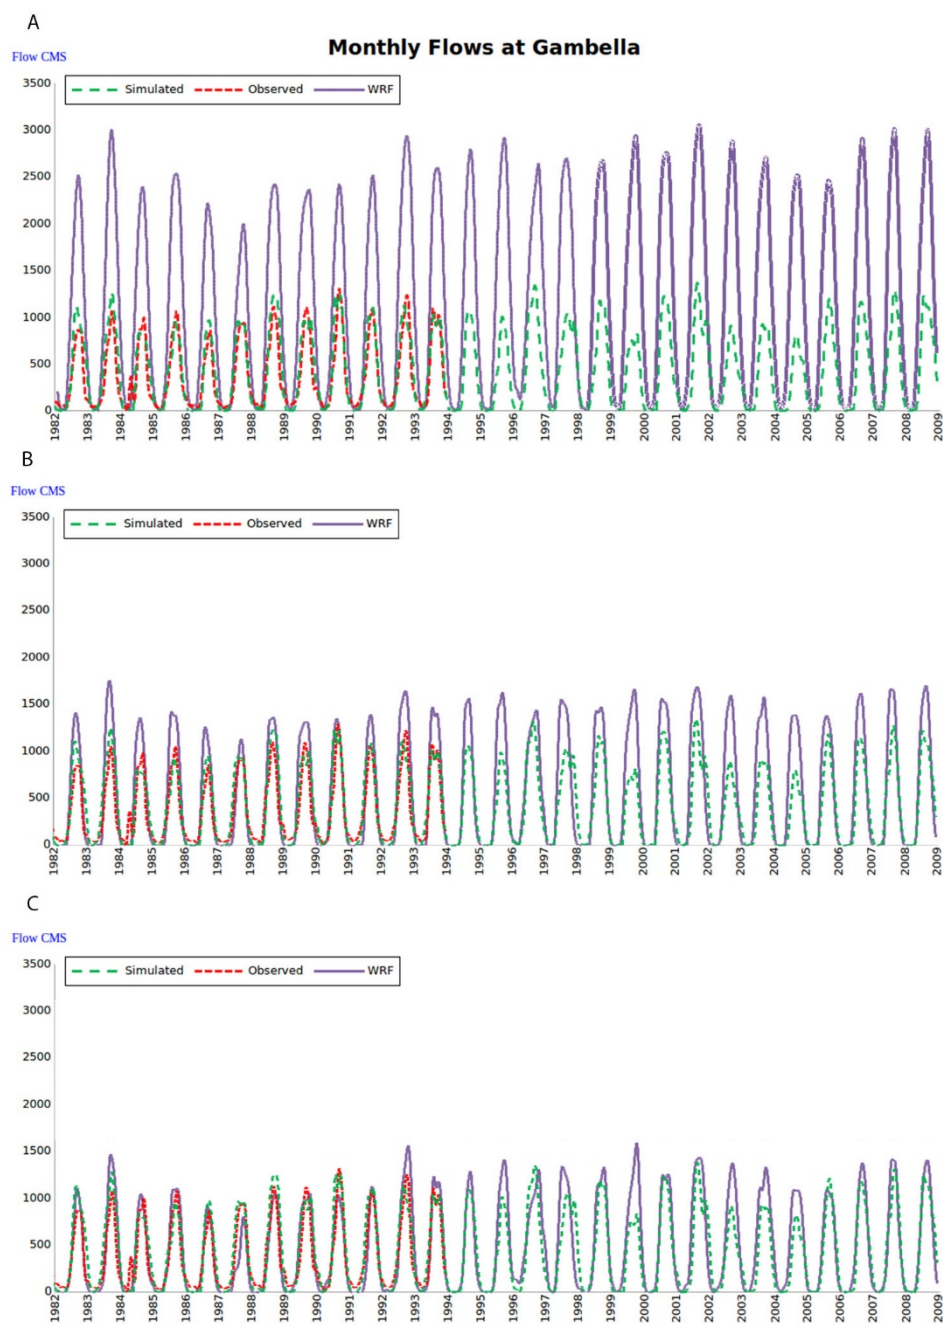 A
Monthly Flows at Gambella
Flow CMS
3500
Simulated Observed WRF
3000
2500
2000
1500
1000
500
0
1982 1983 1984 1985 1986 1987 1988 1989 1990 1991 1992 1993 1994 1995 1996 1997 1998 1999 2000 2001 2002 2003 2004 2005 2006 2007 2008 2009
B
Flow CMS
3500
Simulated Observed WRF
3000
2500
2000
1500
1000
500
0
1982 1983 1984 1985 1986 1987 1988 1989 1990 1991 1992 1993 1994 1995 1996 1997 1998 1999 2000 2001 2002 2003 2004 2005 2006 2007 2008 2009
C
Flow CMS
3500
Simulated Observed WRF
3000
2500
2000
1500
1000
500
0
1982 1983 1984 1985 1986 1987 1988 1989 1990 1991 1992 1993 1994 1995 1996 1997 1998 1999 2000 2001 2002 2003 2004 2005 2006 2007 2008 2009